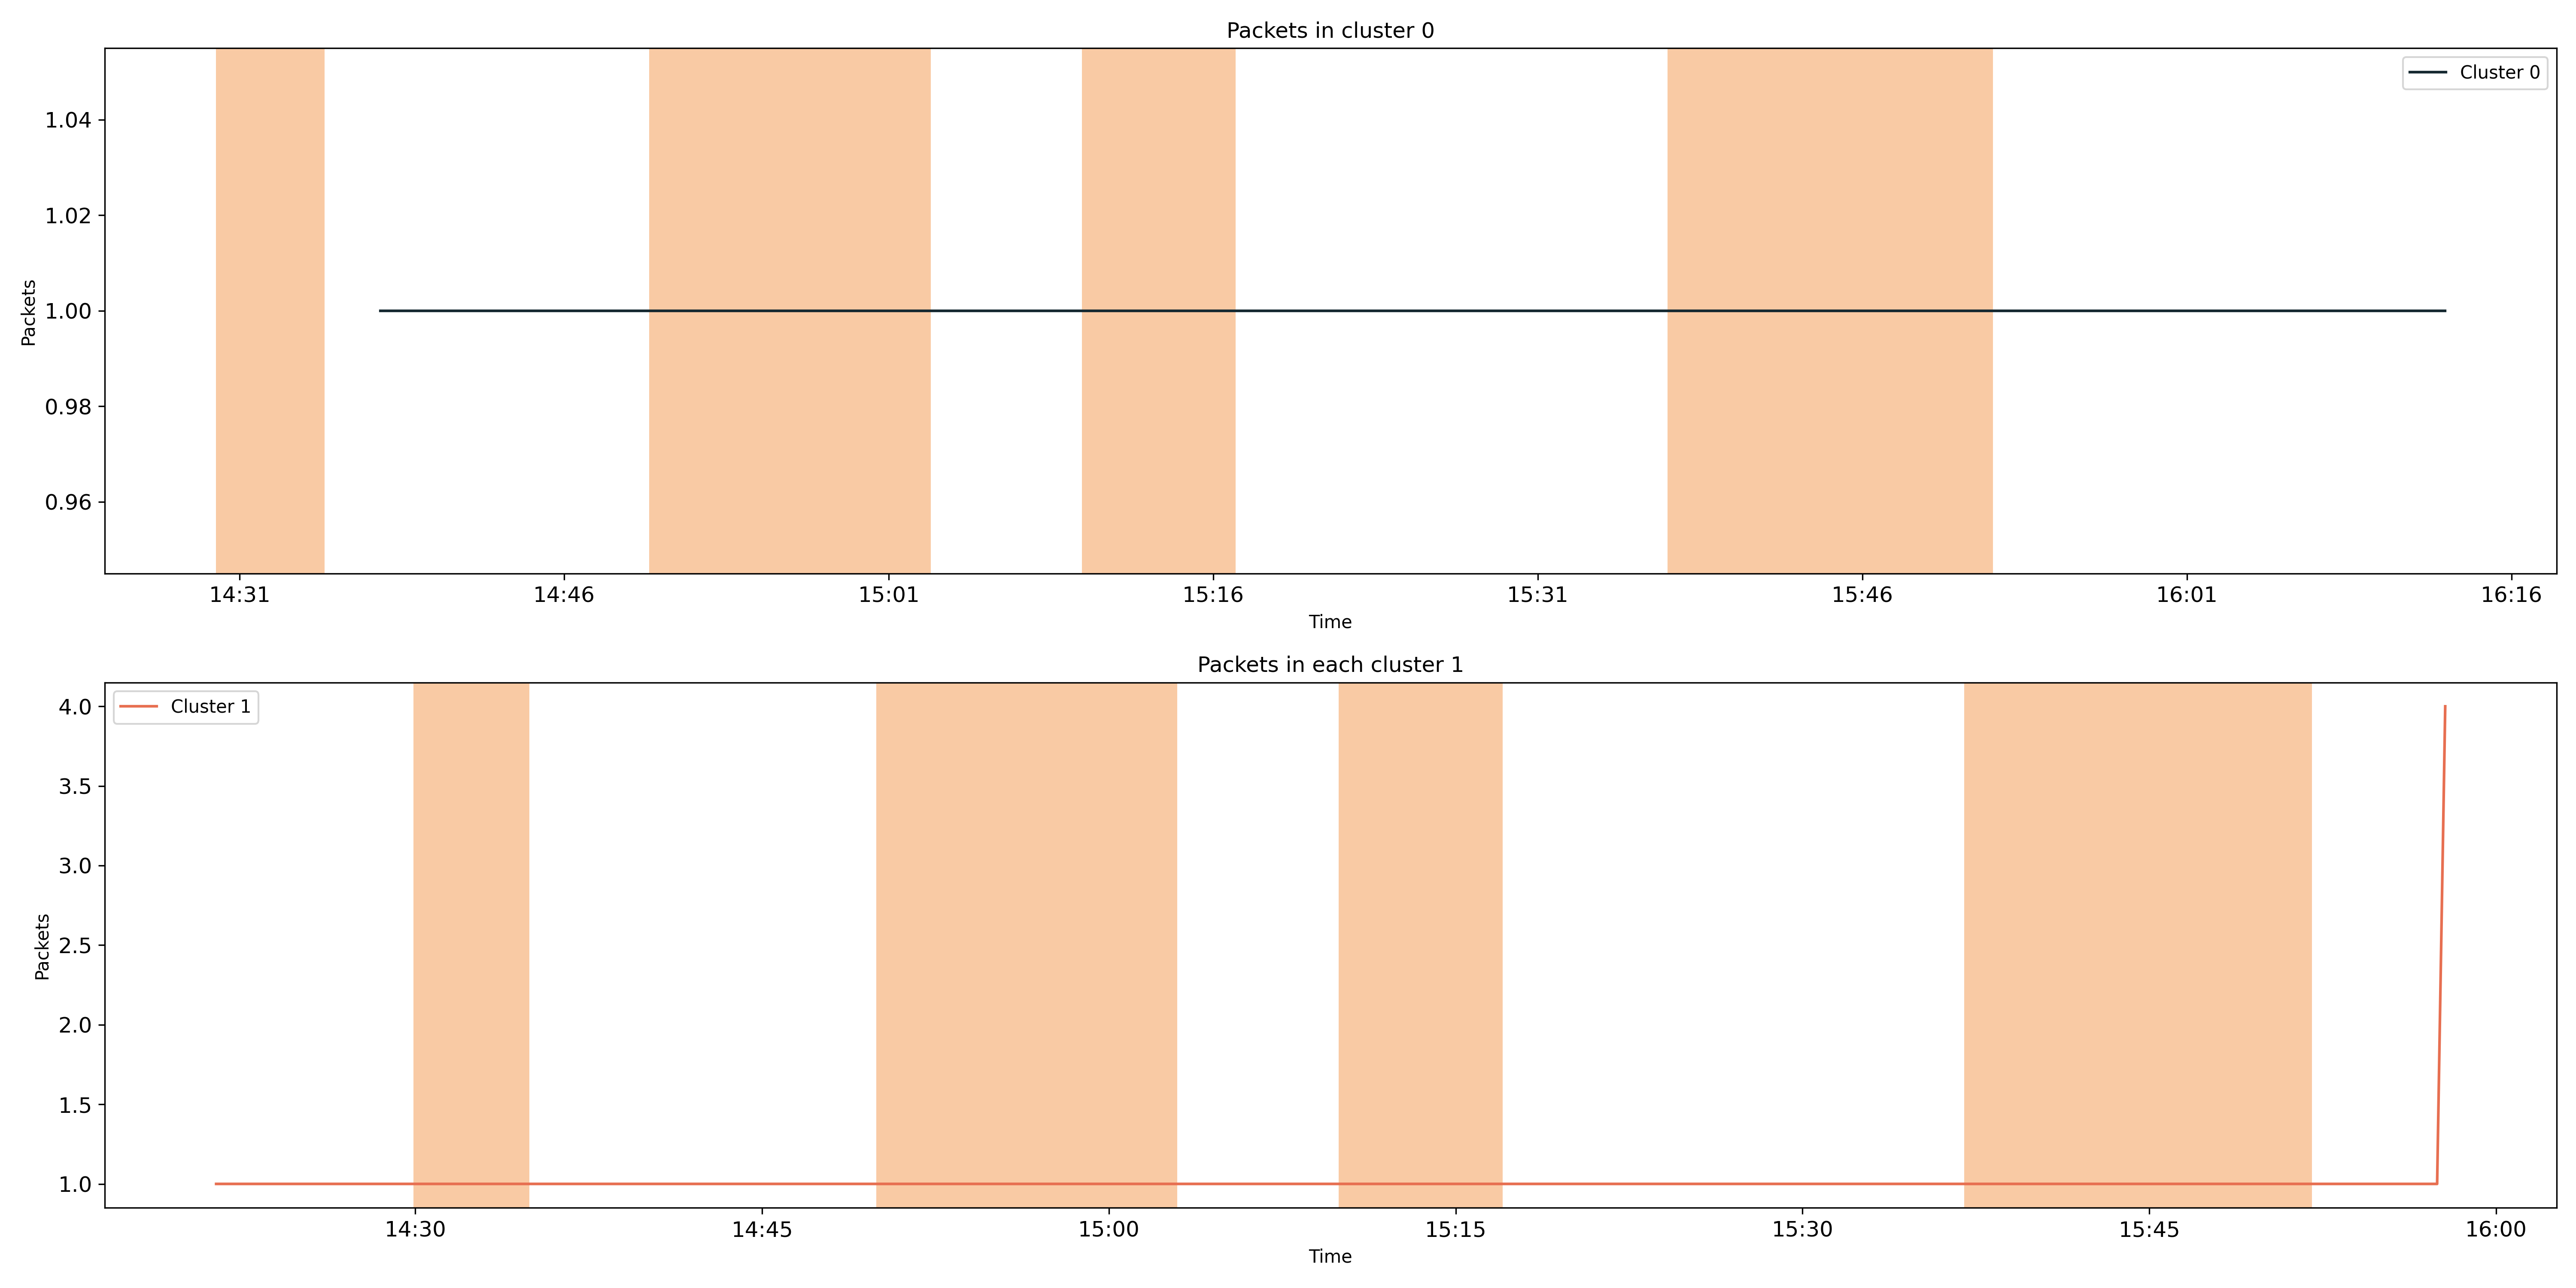 Packets in cluster 0
Cluster 0
1.04
1.02
1.00
0.98
0.96
Packets
14:31 14:46 15:01 15:16 15:31 15:46 16:01 16:16
Time
Packets in each cluster 1
Cluster 1
4.0
3.5
3.0
2.5
2.0
1.5
1.0
Packets
14:30 14:45 15:00 15:15 15:30 15:45 16:00
Time